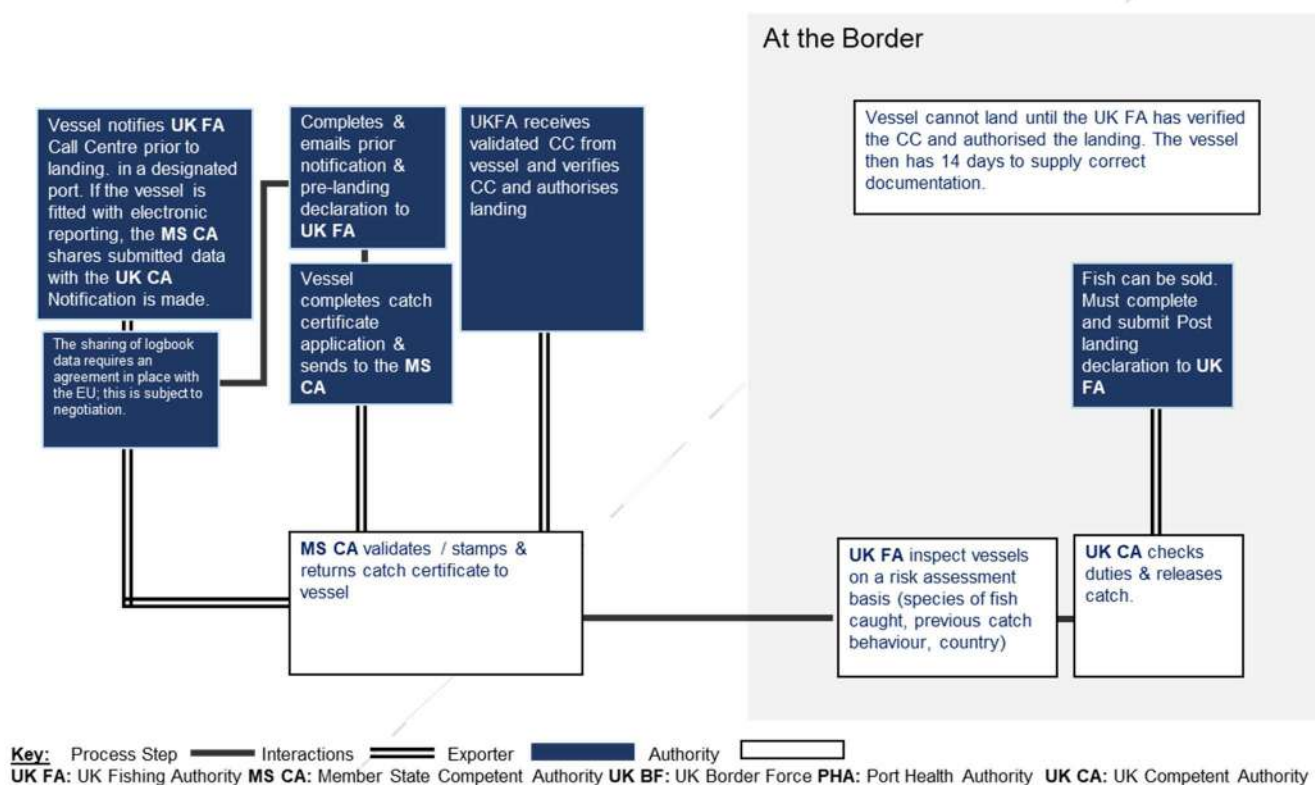 At the Border
Vessel notifies UK FA
Call Centre prior to
landing. in a designated
port. If the vessel is
fitted with electronic
reporting, the MS CA
shares submitted data
with the UK CA
Notification is made.
The sharing of logbook
data requires an
agreement in place with
the EU; this is subject to
negotiation.
Completes &
emails prior
notification &
pre-landing
declaration to
UK FA
Vessel
completes catch
certificate
application &
sends to the MS
CA
UKFA receives
validated CC from
vessel and verifies
CC and authorises
landing
MS CA validates / stamps &
returns catch certificate to
vessel
Vessel cannot land until the UK FA has verified
the CC and authorised the landing. The vessel
then has 14 days to supply correct
documentation.
UK FA inspect vessels
on a risk assessment
basis (species of fish
caught, previous catch
behaviour, country)
UK CA checks
duties & releases
catch.
Fish can be sold.
Must complete
and submit Post
landing
declaration to UK
FA
Key: Process Step Interactions Exporter Authority
UK FA: UK Fishing Authority MS CA: Member State Competent Authority UK BF: UK Border Force PHA: Port Health Authority UK CA: UK Competent Authority